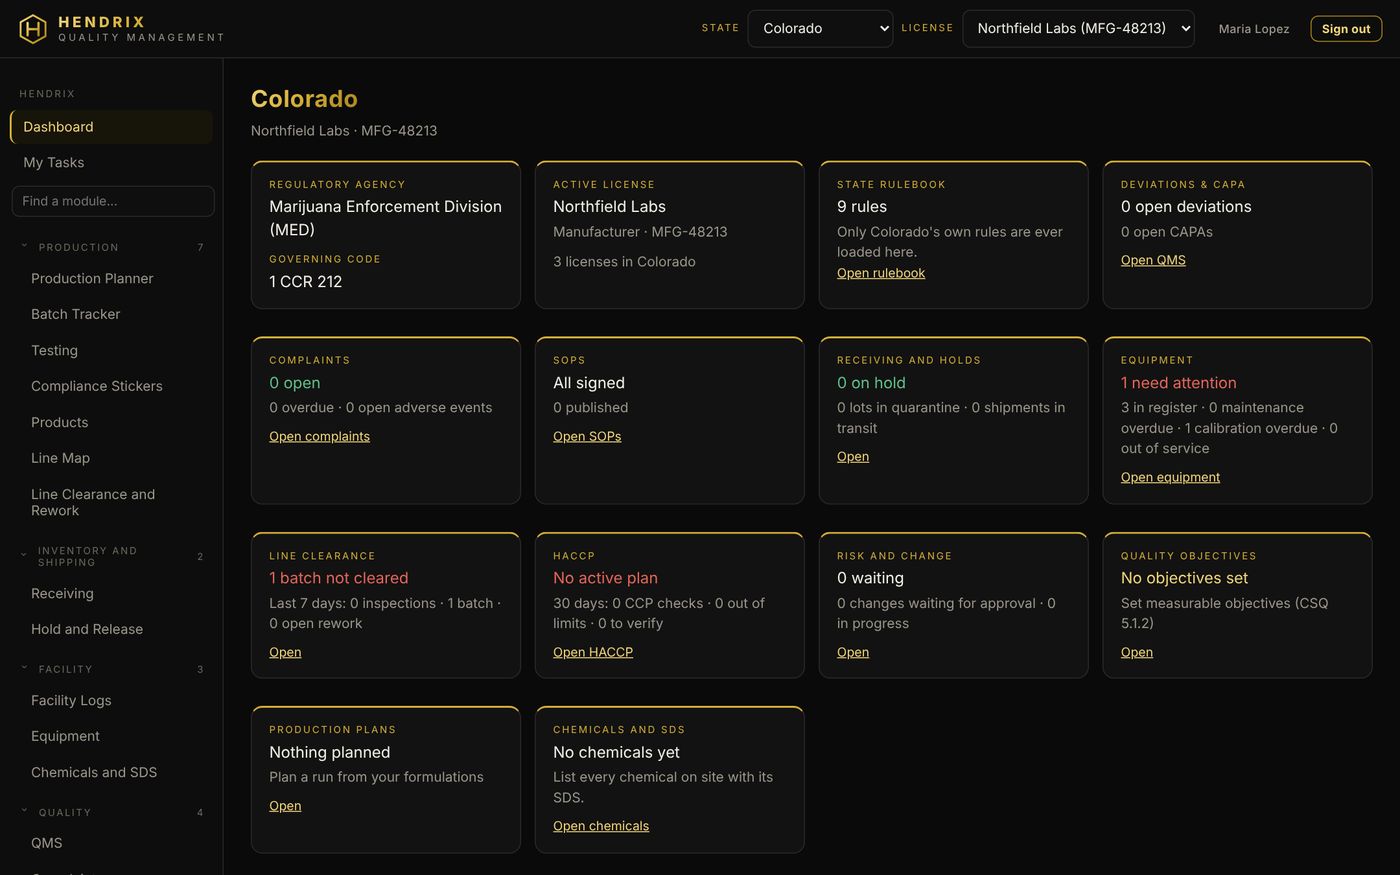 HENDRIX
QUALITY MANAGEMENT
STATE
Colorado
LICENSE
Northfield Labs (MFG-48213)
Maria Lopez
Sign out
HENDRIX
Dashboard
My Tasks
Find a module...
PRODUCTION 7
Production Planner
Batch Tracker
Testing
Compliance Stickers
Products
Line Map
Line Clearance and
Rework
INVENTORY AND
SHIPPING 2
Receiving
Hold and Release
FACILITY 3
Facility Logs
Equipment
Chemicals and SDS
QUALITY 4
QMS
Colorado
Northfield Labs · MFG-48213
REGULATORY AGENCY
Marijuana Enforcement Division
(MED)
GOVERNING CODE
1 CCR 212
ACTIVE LICENSE
Northfield Labs
Manufacturer · MFG-48213
3 licenses in Colorado
STATE RULEBOOK
9 rules
Only Colorado's own rules are ever
loaded here.
Open rulebook
DEVIATIONS & CAPA
0 open deviations
0 open CAPAs
Open QMS
COMPLAINTS
0 open
0 overdue · 0 open adverse events
Open complaints
SOPS
All signed
0 published
Open SOPs
RECEIVING AND HOLDS
0 on hold
0 lots in quarantine · 0 shipments in
transit
Open
EQUIPMENT
1 need attention
3 in register · 0 maintenance
overdue · 1 calibration overdue · 0
out of service
Open equipment
LINE CLEARANCE
1 batch not cleared
Last 7 days: 0 inspections · 1 batch ·
0 open rework
Open
HACCP
No active plan
30 days: 0 CCP checks · 0 out of
limits · 0 to verify
Open HACCP
RISK AND CHANGE
0 waiting
0 changes waiting for approval · 0
in progress
Open
QUALITY OBJECTIVES
No objectives set
Set measurable objectives (CSQ
5.1.2)
Open
PRODUCTION PLANS
Nothing planned
Plan a run from your formulations
Open
CHEMICALS AND SDS
No chemicals yet
List every chemical on site with its
SDS.
Open chemicals